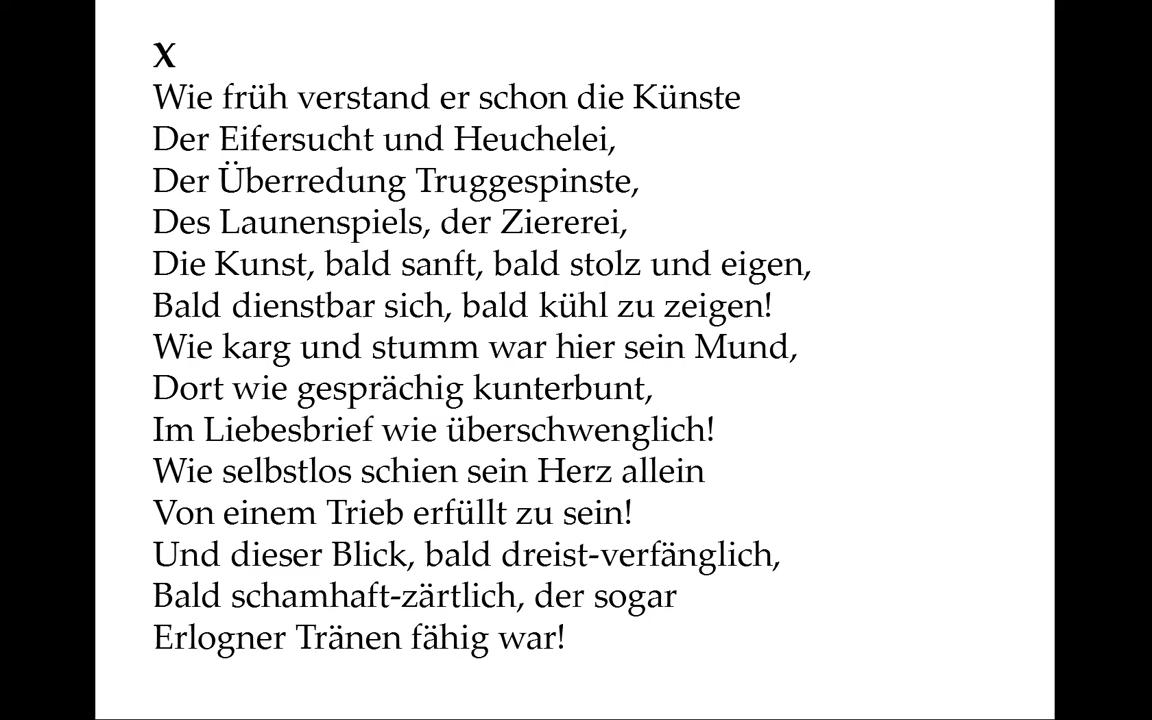 X
Wie früh verstand er schon die Künste
Der Eifersucht und Heuchelei,
Der Überredung Truggespinste,
Des Launenspiels, der Ziererei,
Die Kunst, bald sanft, bald stolz und eigen,
Bald dienstbar sich, bald kühl zu zeigen!
Wie karg und stumm war hier sein Mund,
Dort wie gesprächig kunterbunt,
Im Liebesbrief wie überschwenglich!
Wie selbstlos schien sein Herz allein
Von einem Trieb erfüllt zu sein!
Und dieser Blick, bald dreist-verfänglich,
Bald schamhaft-zärtlich, der sogar
Erlogner Tränen fähig war!